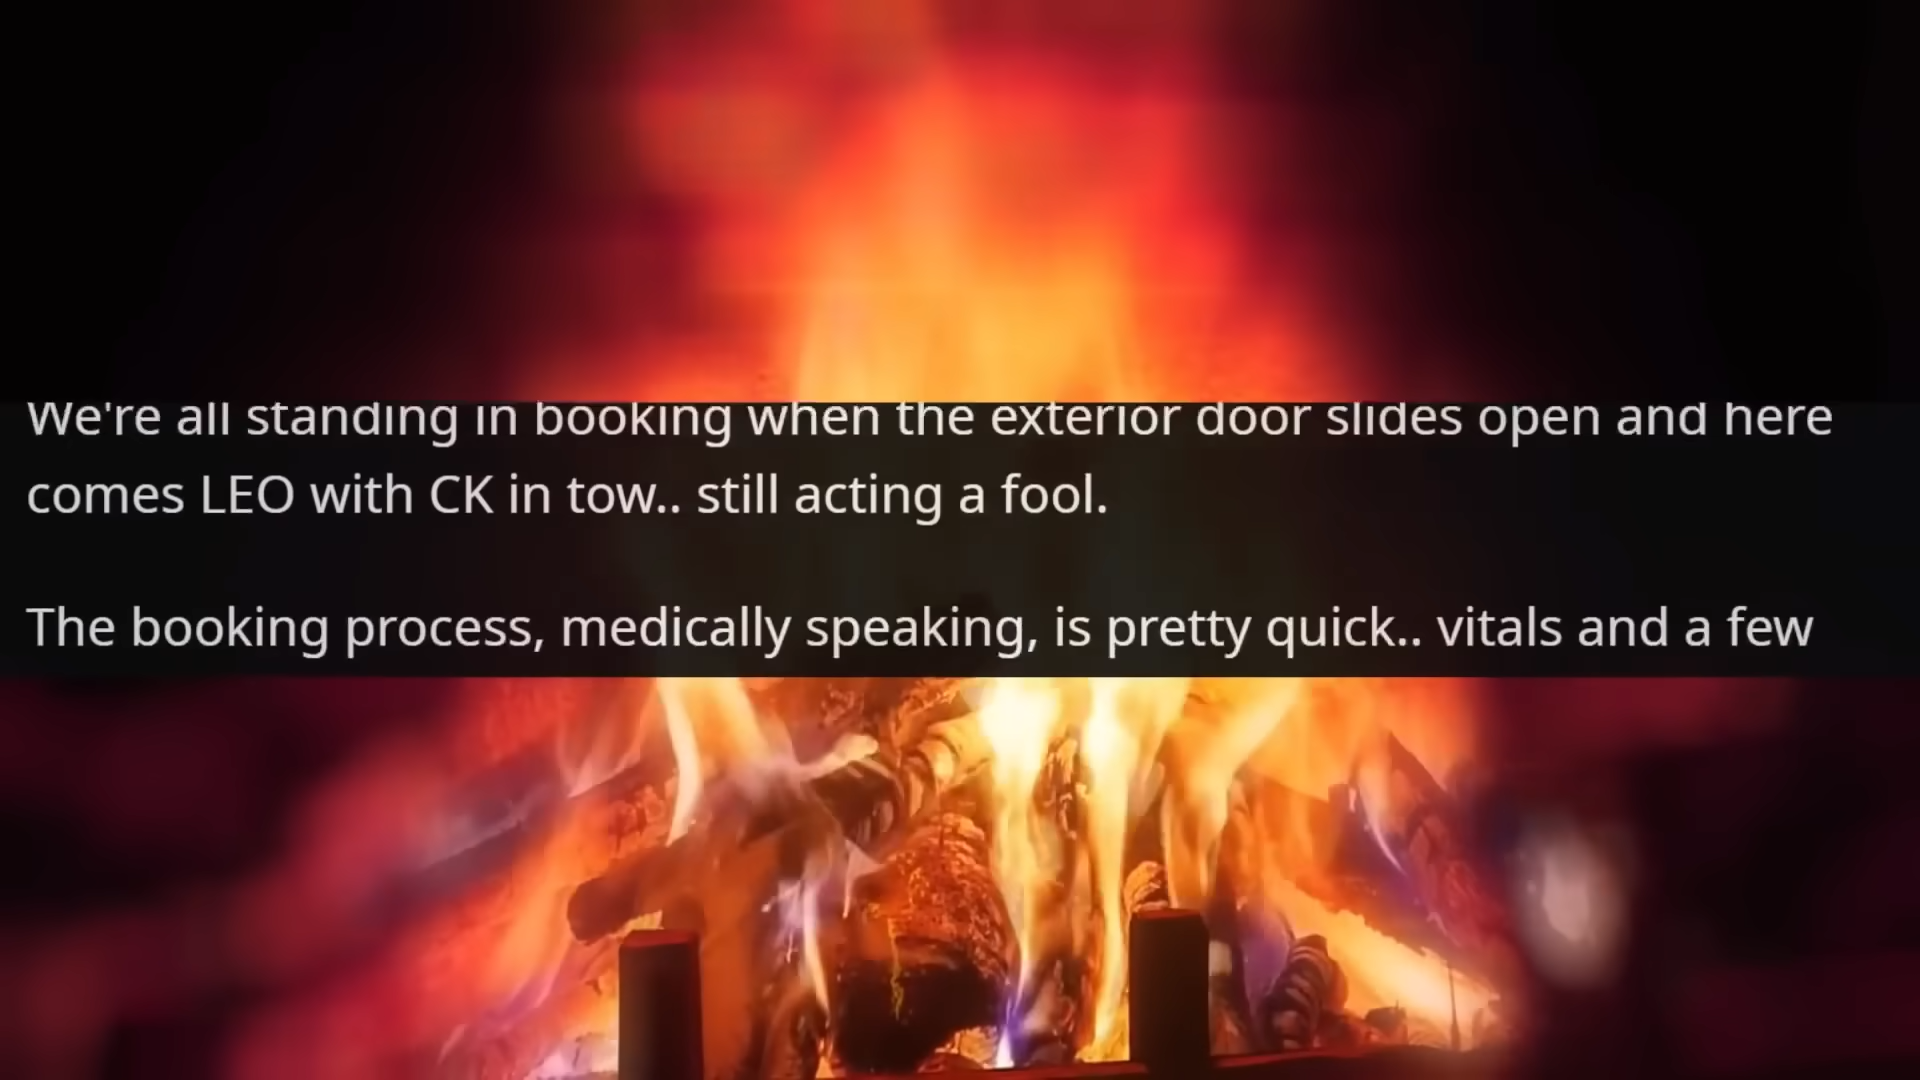 We're all standing in booking when the exterior door slides open and here
comes LEO with CK in tow.. still acting a fool.
The booking process, medically speaking, is pretty quick.. vitals and a few